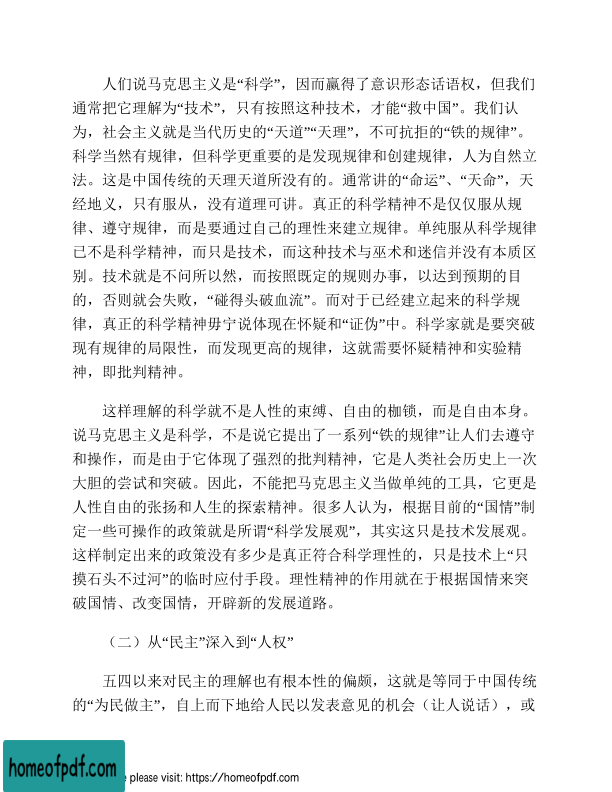 人们说马克思主义是“科学”，因而赢得了意识形态话语权，但我们
通常把它理解为“技术”，只有按照这种技术，才能“救中国”。我们认
为，社会主义就是当代历史的“天道”“天理”，不可抗拒的“铁的规律”。
科学当然有规律，但科学更重要的是发现规律和创建规律，人为自然立
法。这是中国传统的天理天道所没有的。通常讲的“命运”、“天命”，天
经地义，只有服从，没有道理可讲。真正的科学精神不是仅仅服从规
律、遵守规律，而是要通过自己的理性来建立规律。单纯服从科学规律
已不是科学精神，而只是技术，而这种技术与巫术和迷信并没有本质区
别。技术就是不问所以然，而按照既定的规则办事，以达到预期的目
的，否则就会失败，“碰得头破血流”。而对于已经建立起来的科学规
律，真正的科学精神毋宁说体现在怀疑和“证伪”中。科学家就是要突破
现有规律的局限性，而发现更高的规律，这就需要怀疑精神和实验精
神，即批判精神。
这样理解的科学就不是人性的束缚、自由的枷锁，而是自由本身。
说马克思主义是科学，不是说它提出了一系列“铁的规律”让人们去遵守
和操作，而是由于它体现了强烈的批判精神，它是人类社会历史上一次
大胆的尝试和突破。因此，不能把马克思主义当做单纯的工具，它更是
人性自由的张扬和人生的探索精神。很多人认为，根据目前的“国情”制
定一些可操作的政策就是所谓“科学发展观”，其实这只是技术发展观。
这样制定出来的政策没有多少是真正符合科学理性的，只是技术上“只
摸石头不过河”的临时应付手段。理性精神的作用就在于根据国情来突
破国情、改变国情，开辟新的发展道路。
（二）从“民主”深入到“人权”
五四以来对民主的理解也有根本性的偏颇，这就是等同于中国传统
的“为民做主”，自上而下地给人民以发表意见的机会（让人说话），或
homeofpdf.com
e please visit: https://homeofpdf.com